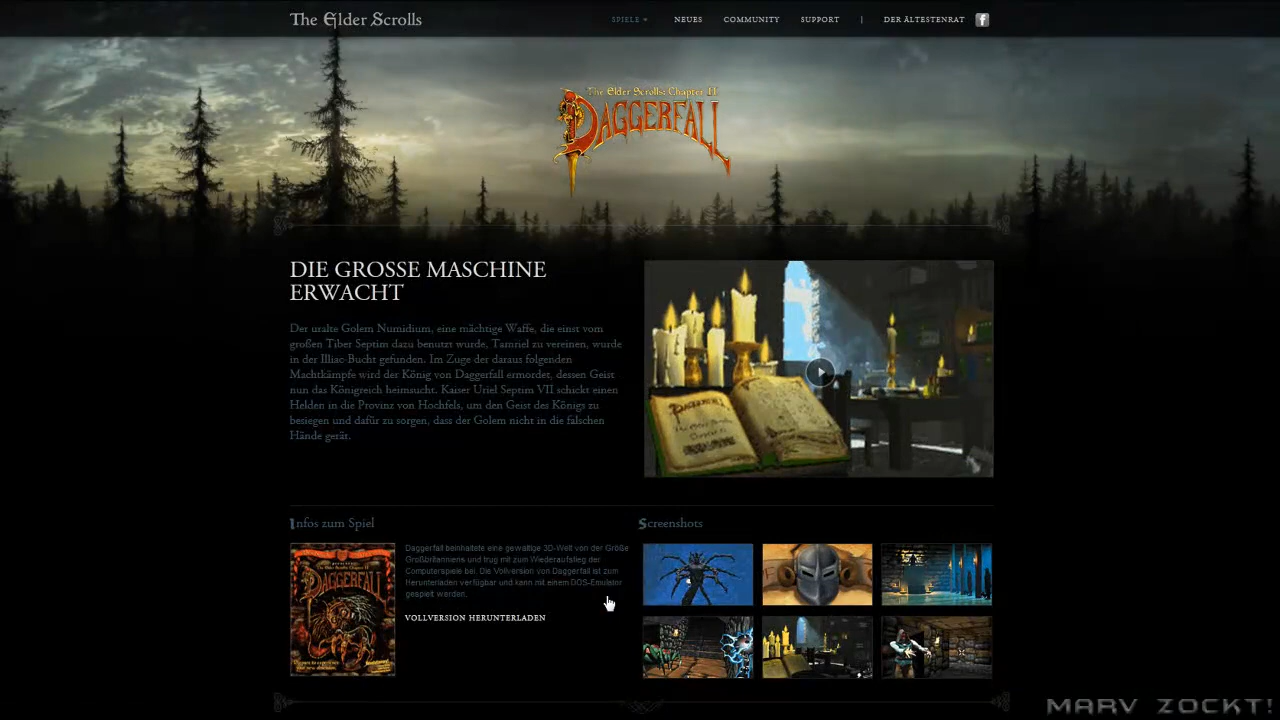 The Elder Scrolls
SPIELE
NEUES
COMMUNITY
SUPPORT
|
DER ÄLTESTENRAT
f
The Elder Scrolls: Chapter II
DAGGERFALL
DIE GROSSE MASCHINE
ERWACHT
Der uralte Golem Numidium, eine mächtige Waffe, die einst vom
großen Tiber Septim dazu benutzt wurde, Tamriel zu vereinen, wurde
in der Illiac-Bucht gefunden. Im Zuge der daraus folgenden
Machtkämpfe wird der König von Daggerfall ermordet, dessen Geist
nun das Königreich heimsucht. Kaiser Uriel Septim VII schickt einen
Helden in die Provinz von Hochfels, um den Geist des Königs zu
besiegen und dafür zu sorgen, dass der Golem nicht in die falschen
Hände gerät.
DAGGERFALL
Infos zum Spiel
Screenshots
The Elder Scrolls
DAGGERFALL
Daggerfall beinhaltete eine gewaltige 3D-Welt von der Größe
Großbritanniens und trug mit zum Wiederaufstieg der
Computerspiele bei. Die Vollversion von Daggerfall ist zum
Herunterladen verfügbar und kann mit einem DOS-Emulator
gespielt werden.
VOLLVERSION HERUNTERLADEN
MARV ZOCKT!